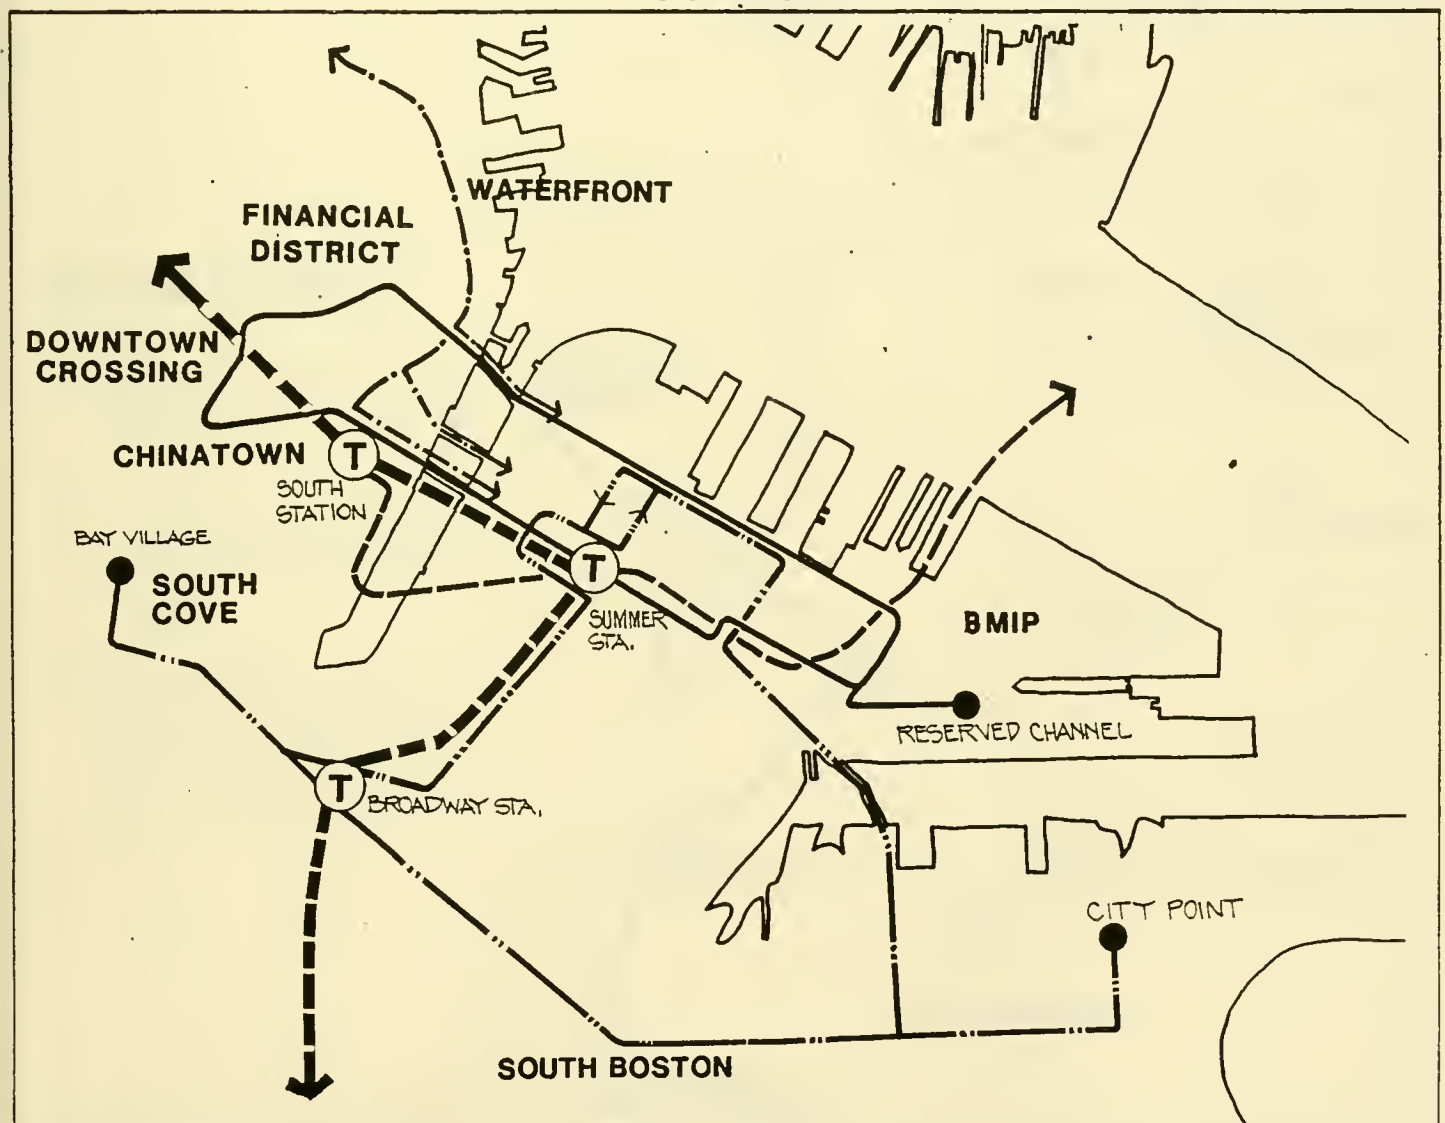 WATERFRONT
FINANCIAL
DISTRICT
DOWNTOWN
CROSSING
CHINATOWN
T
SOUTH
STATION
BAY VILLAGE
SOUTH
COVE
T
SUMMER
STA.
BMIP
RESERVED CHANNEL
T
BROADWAY STA.
CITY POINT
SOUTH BOSTON